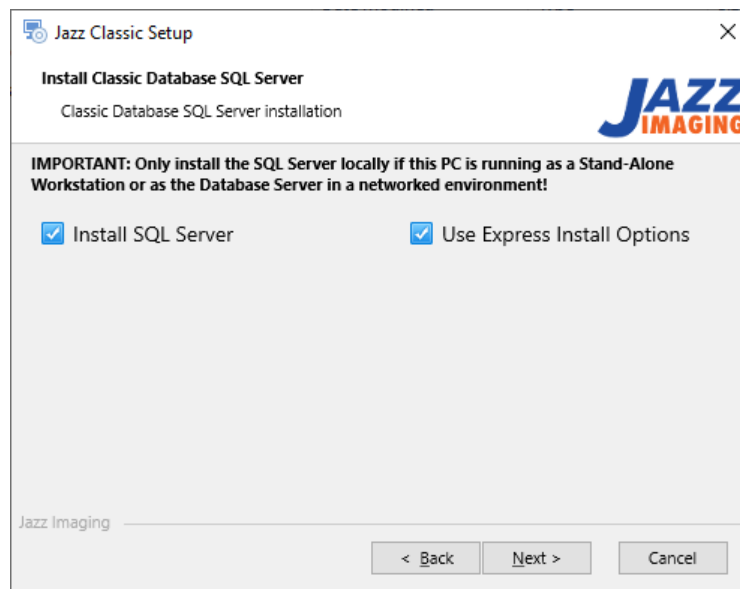 Jazz Classic Setup
Install Classic Database SQL Server
Classic Database SQL Server installation
JAZZ
IMAGING
IMPORTANT: Only install the SQL Server locally if this PC is running as a Stand-Alone
Workstation or as the Database Server in a networked environment!
Install SQL Server
Use Express Install Options
Jazz Imaging
< Back
Next >
Cancel